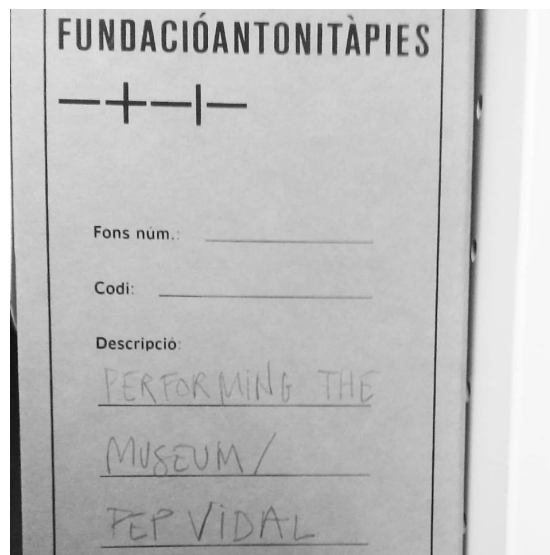 FUNDACIÓANTONITÀPIES
Fons núm.:
Codi:
Descripció:
PERFORMING THE
MUSEUM/
PEP VIDAL